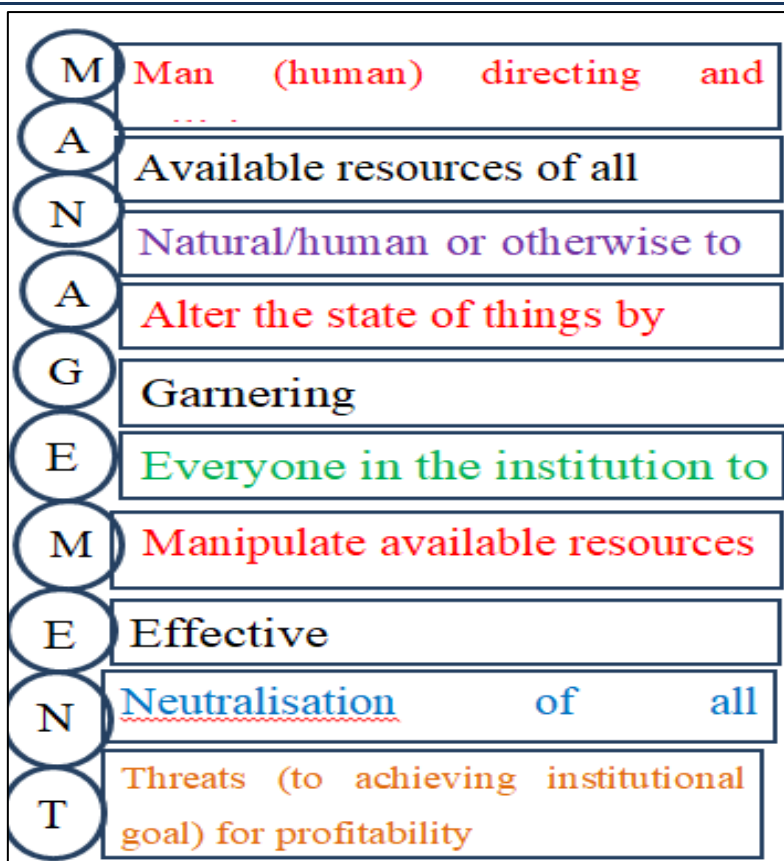 M Man (human) directing and
A Available resources of all
N Natural/human or otherwise to
A Alter the state of things by
G Garnering
E Everyone in the institution to
M Manipulate available resources
E Effective
N Neutralisation of all
T Threats (to achieving institutional
goal) for profitability